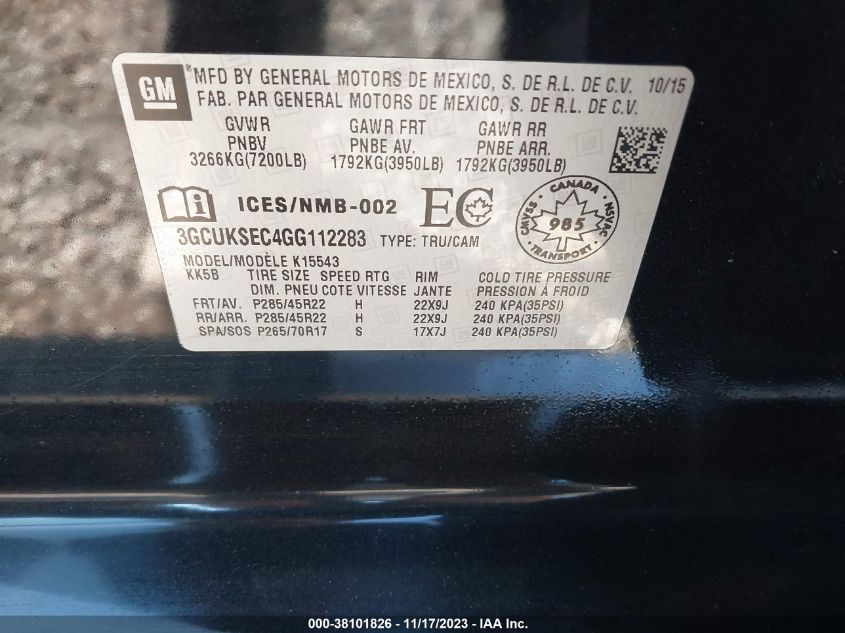 GM
® MFD BY GENERAL MOTORS DE MEXICO, S. DE R.L. DE C.V. 10/15
FAB. PAR GENERAL MOTORS DE MEXICO, S. DE R.L. DE C.V.
GVWR GAWR FRT GAWR RR
PNBV PNBE AV. PNBE ARR.
3266KG(7200LB) 1792KG(3950LB) 1792KG(3950LB)
i ICES/NMB-002 EC
CANADA
CMVSS 985 NSVAC
TRANSPORT
3GCUKSEC4GG112283 TYPE: TRU/CAM
MODEL/MODÈLE K15543
KK5B TIRE SIZE SPEED RTG RIM COLD TIRE PRESSURE
DIM. PNEU COTE VITESSE JANTE PRESSION À FROID
FRT/AV. P285/45R22 H 22X9J 240 KPA(35PSI)
RR/ARR. P285/45R22 H 22X9J 240 KPA(35PSI)
SPA/SOS P265/70R17 S 17X7J 240 KPA(35PSI)
000-38101826 - 11/17/2023 - IAA Inc.